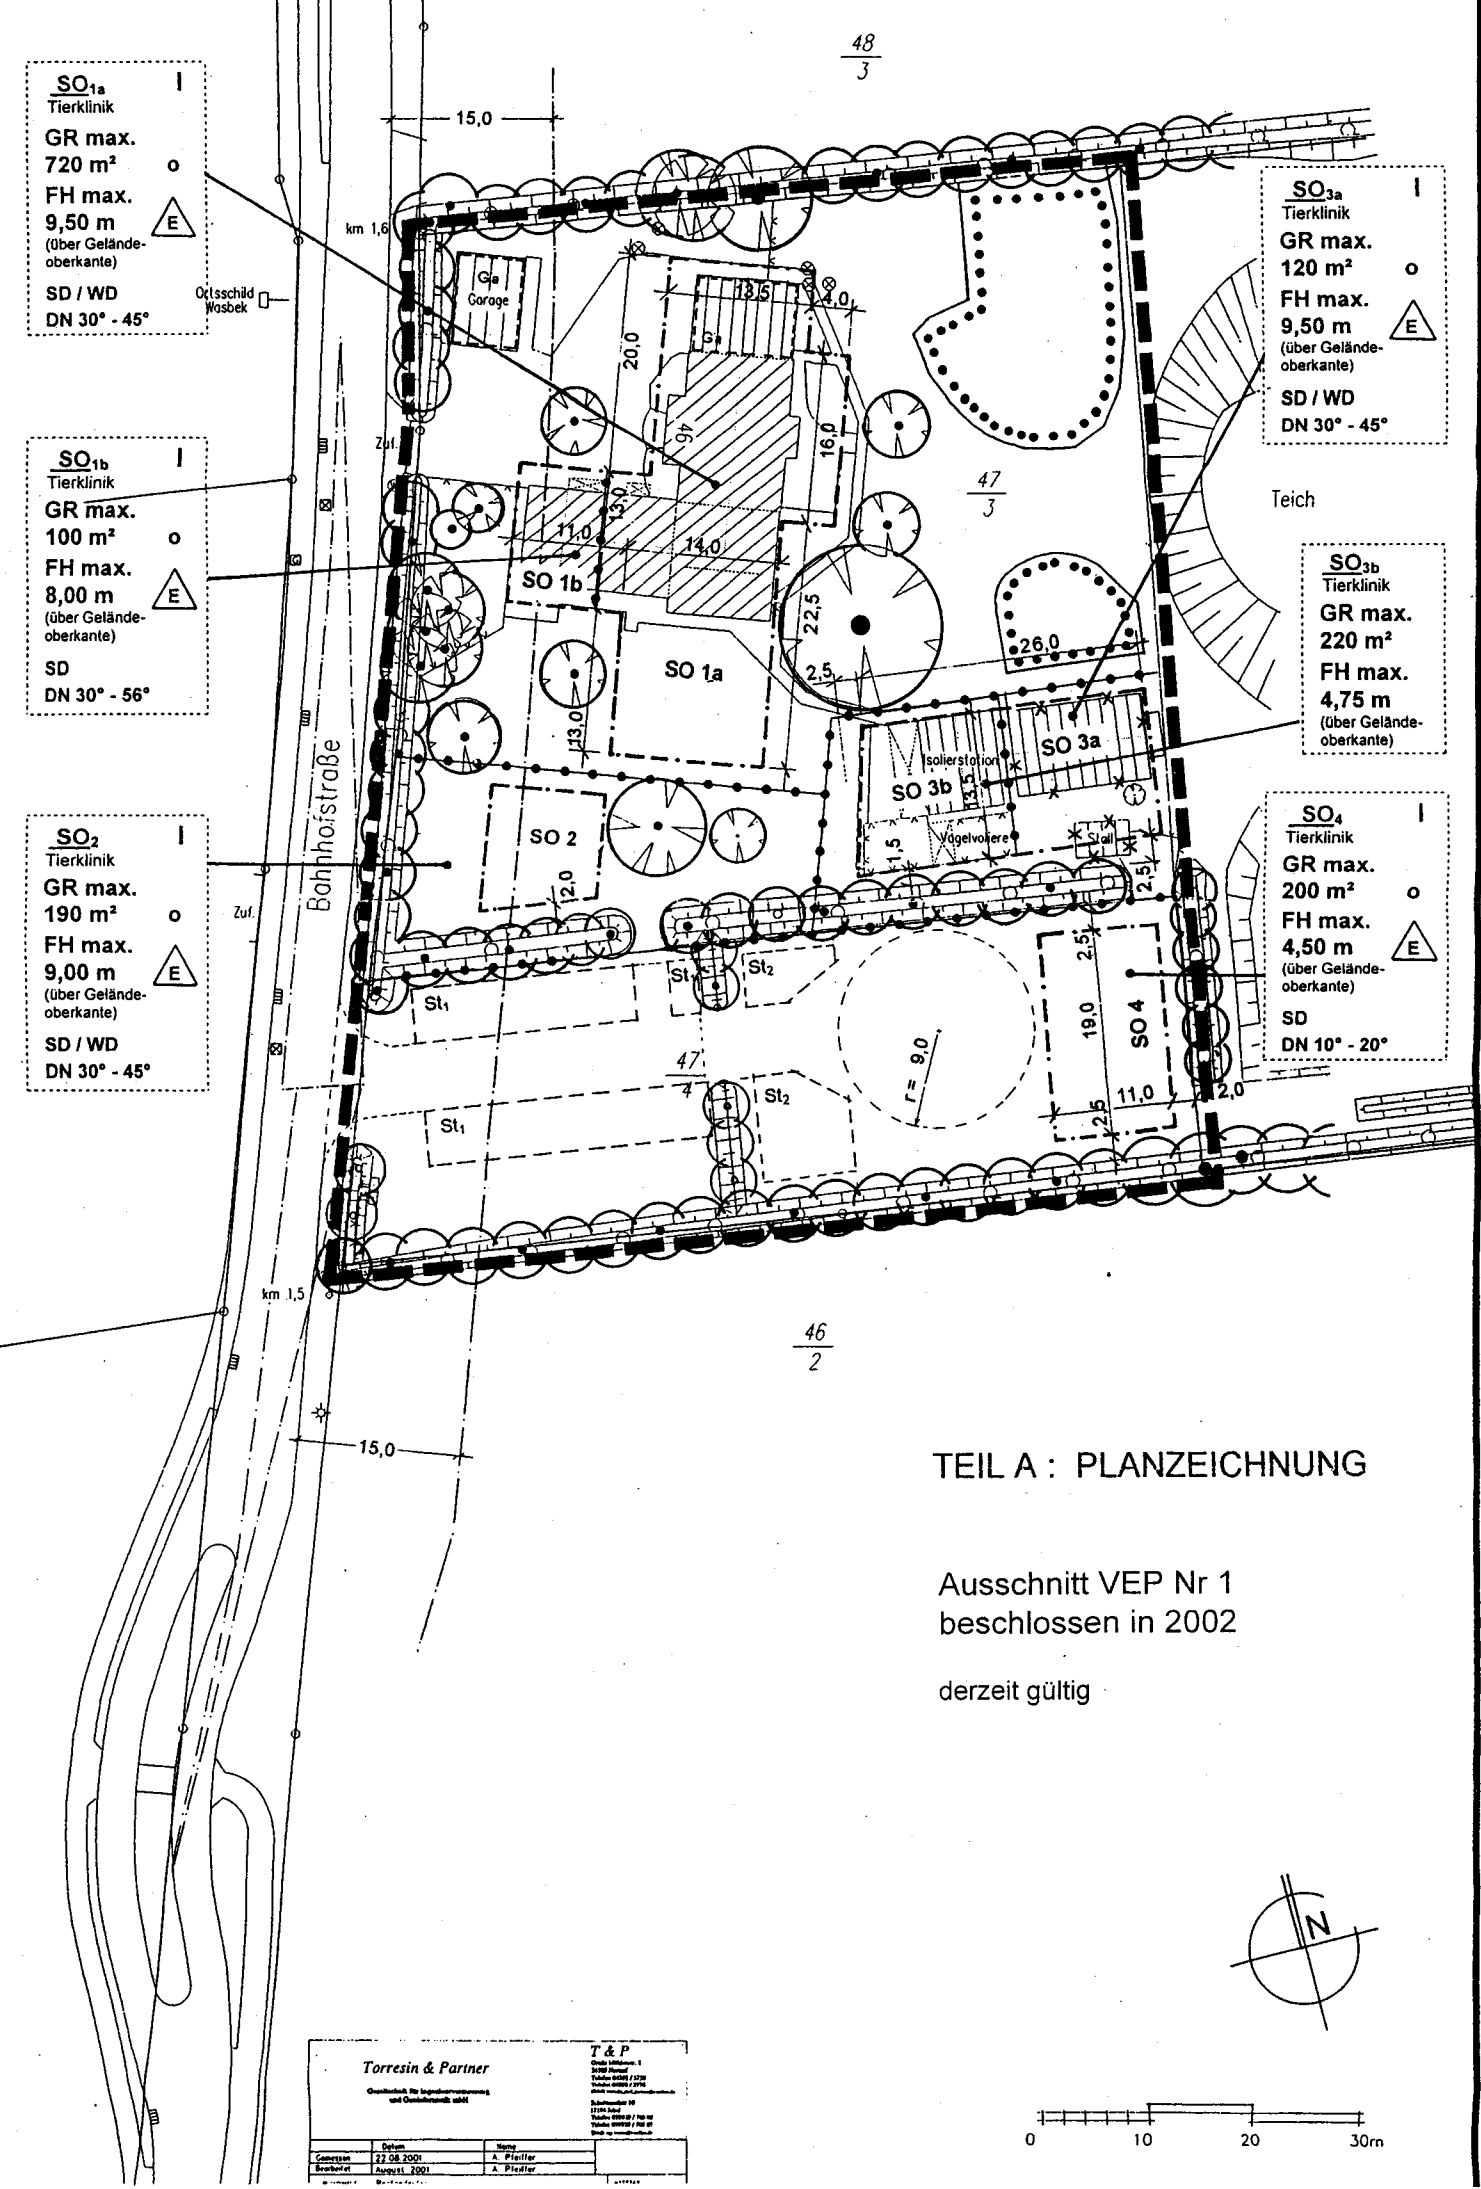 48
3
SO1a I
Tierklinik
GR max.
720 m² o
FH max.
9,50 m E
(über Gelände-
oberkante)
SD / WD
DN 30° - 45°
15,0
km 1,6
Ortsschild
Wasbek
Ga
Garage
13,5
4,0
20,0
Ga
46
16,0
SO3a I
Tierklinik
GR max.
120 m² o
FH max.
9,50 m E
(über Gelände-
oberkante)
SD / WD
DN 30° - 45°
Zuf.
47
3
Teich
SO1b I
Tierklinik
GR max.
100 m² o
FH max.
8,00 m E
(über Gelände-
oberkante)
SD
DN 30° - 56°
13,0
11,0
14,0
SO 1b
22,5
SO 1a
2,5
26,0
13,0
SO3b
Tierklinik
GR max.
220 m²
FH max.
4,75 m
(über Gelände-
oberkante)
Bahnhofstraße
SO 3a
Isolierstation
SO 3b
13,5
Vogelvoliere
Stall
1,5
2,5
SO 2
2,0
SO2 I
Tierklinik
GR max.
190 m² o
FH max.
9,00 m E
(über Gelände-
oberkante)
SD / WD
DN 30° - 45°
Zuf.
SO4 I
Tierklinik
GR max.
200 m² o
FH max.
4,50 m E
(über Gelände-
oberkante)
SD
DN 10° - 20°
St1
St
St2
2,5
19,0
SO 4
r = 9,0
47
4
St1
St2
11,0
2,0
2,5
km 1,5
46
2
15,0
TEIL A : PLANZEICHNUNG
Ausschnitt VEP Nr 1
beschlossen in 2002
derzeit gültig
N
0 10 20 30m
Torresin & Partner
T & P
Datum Name
Gemessen 22.08.2001 A. Pfeiffer
Bearbeitet August 2001 A. Pfeiffer